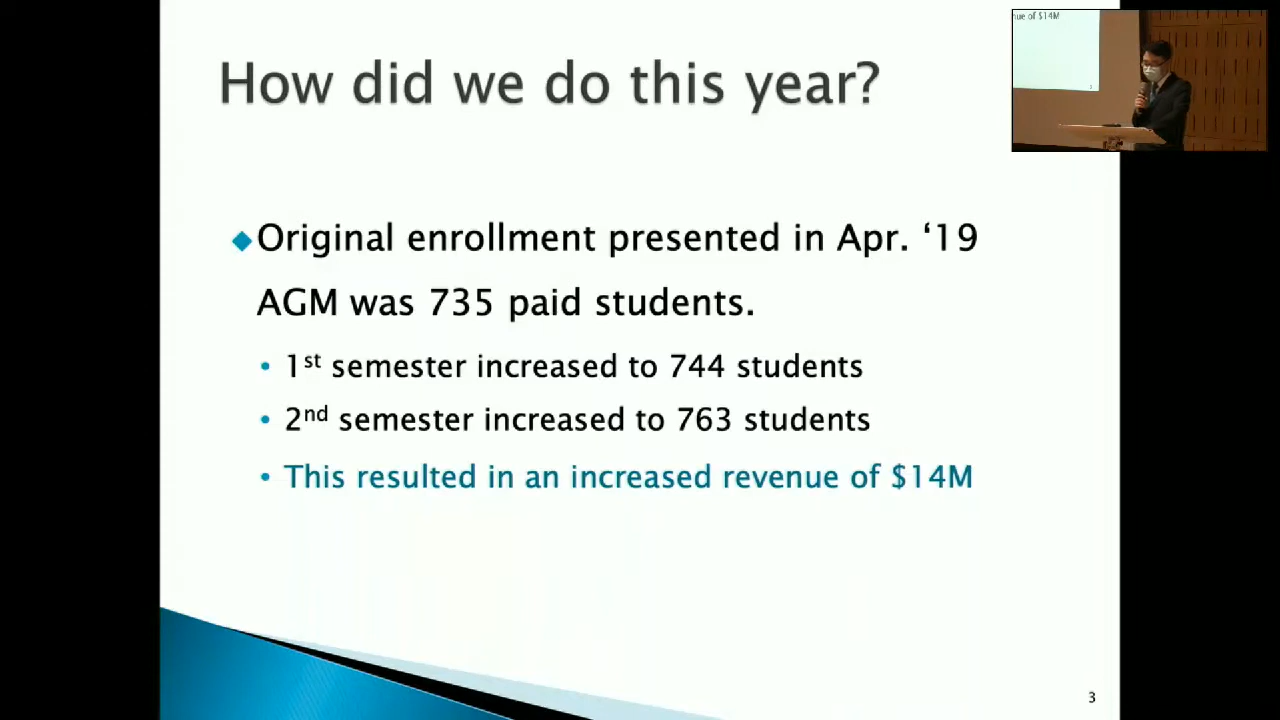 How did we do this year?
nue of $14M
3
◆Original enrollment presented in Apr. ‘19
AGM was 735 paid students.
• 1st semester increased to 744 students
• 2nd semester increased to 763 students
• This resulted in an increased revenue of $14M
3